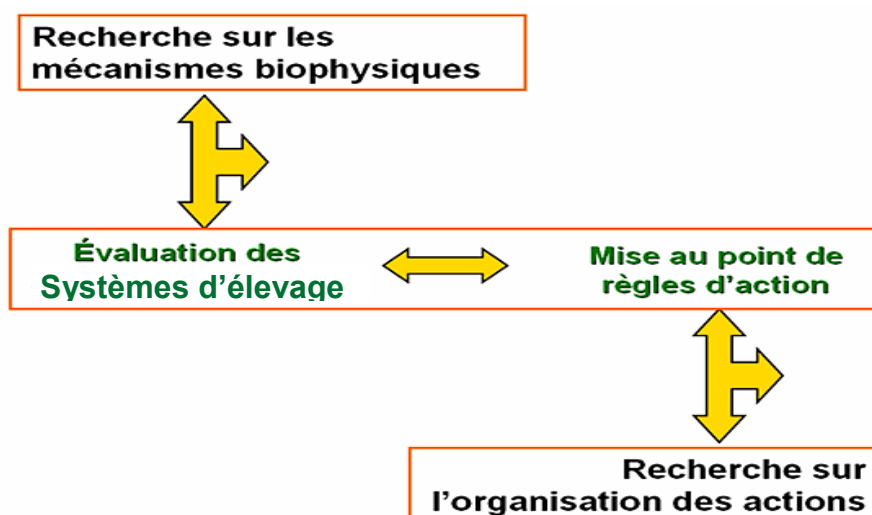 Recherche sur les
mécanismes biophysiques
Évaluation des
Systèmes d'élevage
Mise au point de
règles d'action
Recherche sur
l'organisation des actions